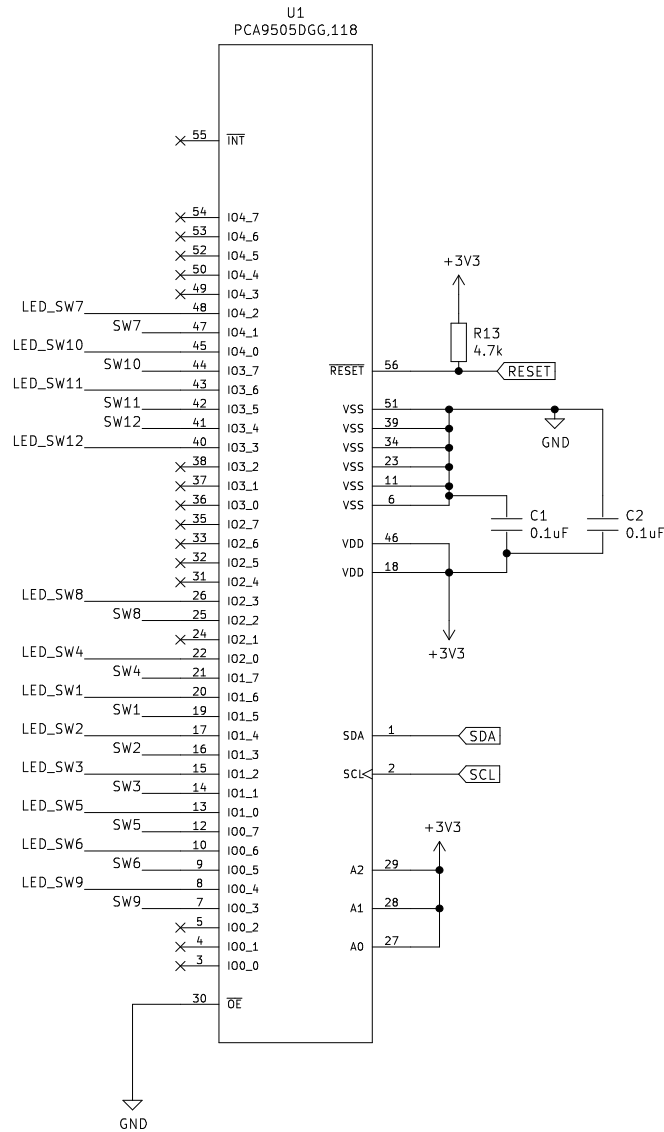 U1
PCA9505DGG,118
55 INT
54 IO4_7
53 IO4_6
52 IO4_5
50 IO4_4
49 IO4_3
LED_SW7 48 IO4_2
SW7 47 IO4_1
LED_SW10 45 IO4_0
SW10 44 IO3_7
LED_SW11 43 IO3_6
SW11 42 IO3_5
SW12 41 IO3_4
LED_SW12 40 IO3_3
38 IO3_2
37 IO3_1
36 IO3_0
35 IO2_7
33 IO2_6
32 IO2_5
31 IO2_4
LED_SW8 26 IO2_3
SW8 25 IO2_2
24 IO2_1
LED_SW4 22 IO2_0
SW4 21 IO1_7
LED_SW1 20 IO1_6
SW1 19 IO1_5
LED_SW2 17 IO1_4
SW2 16 IO1_3
LED_SW3 15 IO1_2
SW3 14 IO1_1
LED_SW5 13 IO1_0
SW5 12 IO0_7
LED_SW6 10 IO0_6
SW6 9 IO0_5
LED_SW9 8 IO0_4
SW9 7 IO0_3
5 IO0_2
4 IO0_1
3 IO0_0
30 OE
GND
+3V3
R13
4.7k
RESET 56 RESET
VSS 51
GND
VSS 39
VSS 34
VSS 23
VSS 11
VSS 6
C1
0.1uF
C2
0.1uF
VDD 46
VDD 18
+3V3
SDA 1 SDA
SCL 2 SCL
+3V3
A2 29
A1 28
A0 27